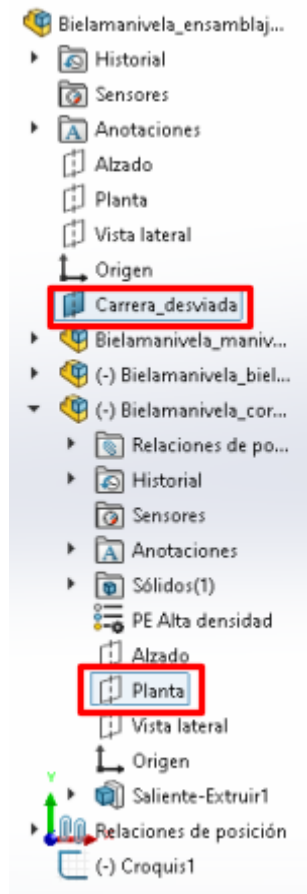 Bielamanivela_ensamblaj...
Historial
Sensores
Anotaciones
Alzado
Planta
Vista lateral
Origen
Carrera_desviada
Bielamanivela_maniv...
(-) Bielamanivela_biel...
(-) Bielamanivela_cor...
Relaciones de po...
Historial
Sensores
Anotaciones
Sólidos(1)
PE Alta densidad
Alzado
Planta
Vista lateral
Origen
Saliente-Extruir1
Y
Relaciones de posición
(-) Croquis1